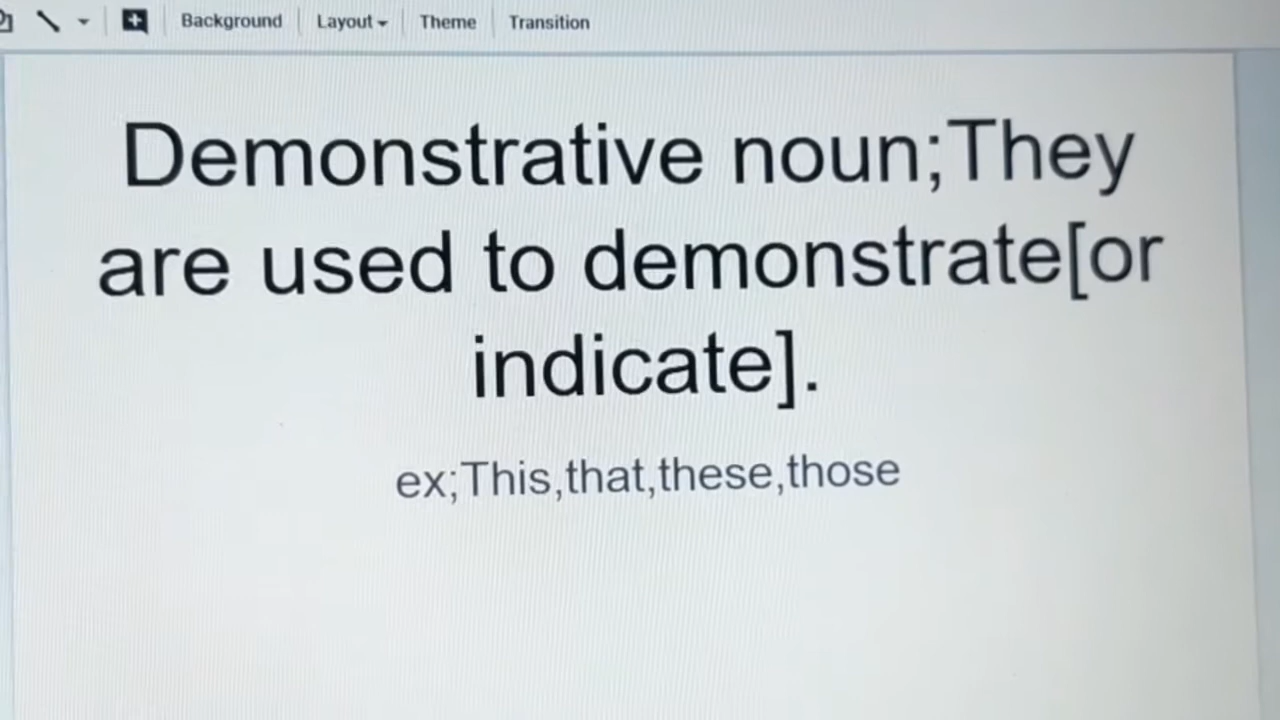 Background Layout Theme Transition
Demonstrative noun;They
are used to demonstrate[or
indicate].
ex;This,that,these,those